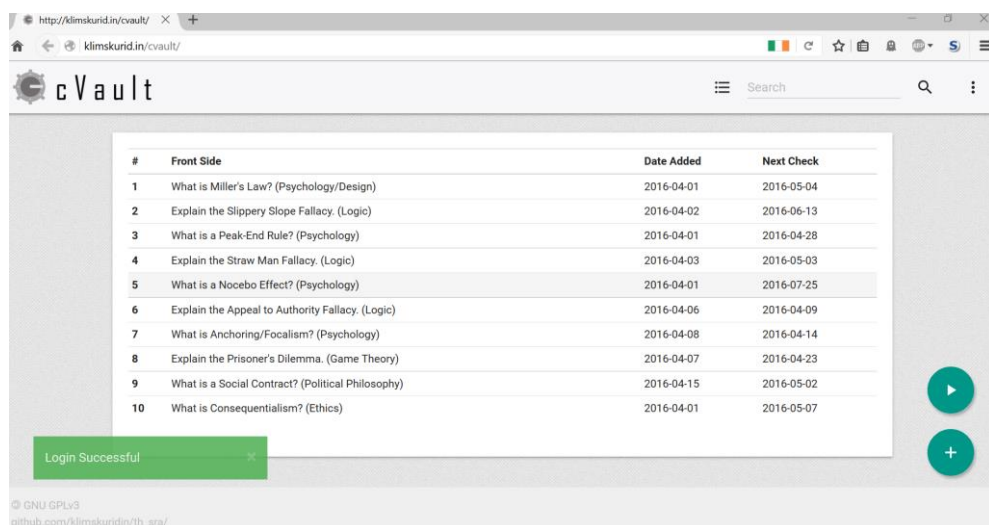 http://klimskurid.in/cvault/
klimskurid.in/cvault/
cVault
Search
# Front Side Date Added Next Check
1 What is Miller's Law? (Psychology/Design) 2016-04-01 2016-05-04
2 Explain the Slippery Slope Fallacy. (Logic) 2016-04-02 2016-06-13
3 What is a Peak-End Rule? (Psychology) 2016-04-01 2016-04-28
4 Explain the Straw Man Fallacy. (Logic) 2016-04-03 2016-05-03
5 What is a Nocebo Effect? (Psychology) 2016-04-01 2016-07-25
6 Explain the Appeal to Authority Fallacy. (Logic) 2016-04-06 2016-04-09
7 What is Anchoring/Focalism? (Psychology) 2016-04-08 2016-04-14
8 Explain the Prisoner's Dilemma. (Game Theory) 2016-04-07 2016-04-23
9 What is a Social Contract? (Political Philosophy) 2016-04-15 2016-05-02
10 What is Consequentialism? (Ethics) 2016-04-01 2016-05-07
Login Successful ×
© GNU GPLv3
github.com/klimskuridin/th_sra/